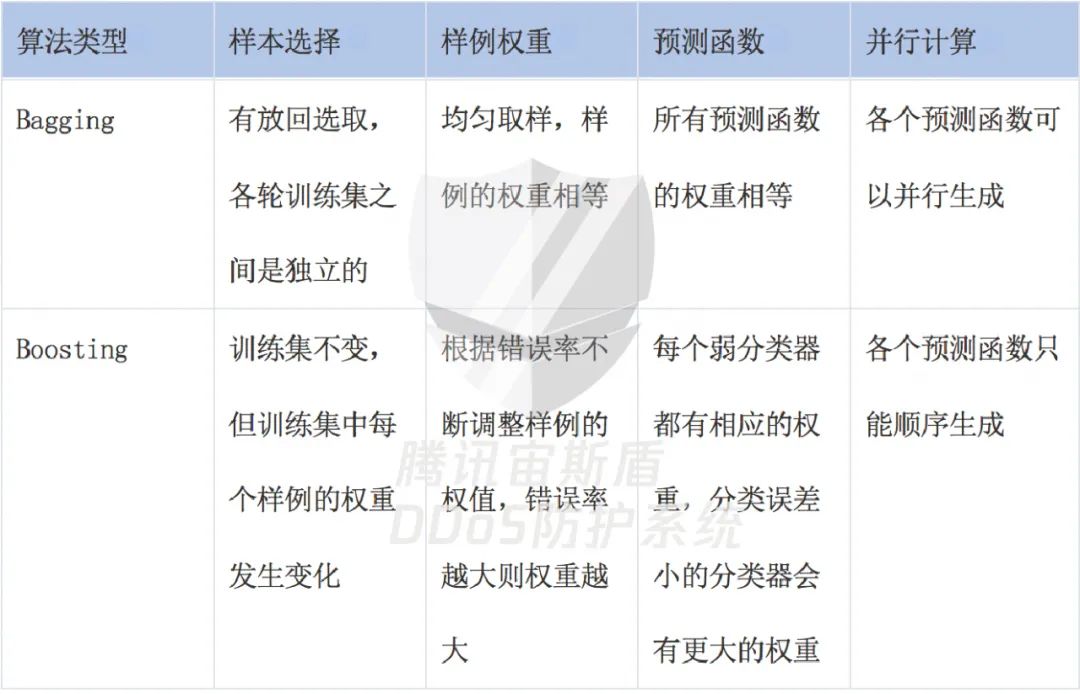 算法类型 样本选择 样例权重 预测函数 并行计算
Bagging
有放回选取，
各轮训练集之
间是独立的
均匀取样，样
例的权重相等
所有预测函数
的权重相等
各个预测函数可
以并行生成
Boosting
训练集不变，
但训练集中每
个样例的权重
发生变化
根据错误率不
断调整样例的
权值，错误率
越大则权重越
大
每个弱分类器
都有相应的权
重，分类误差
小的分类器会
有更大的权重
各个预测函数只
能顺序生成
腾讯宙斯盾
DDoS防护系统